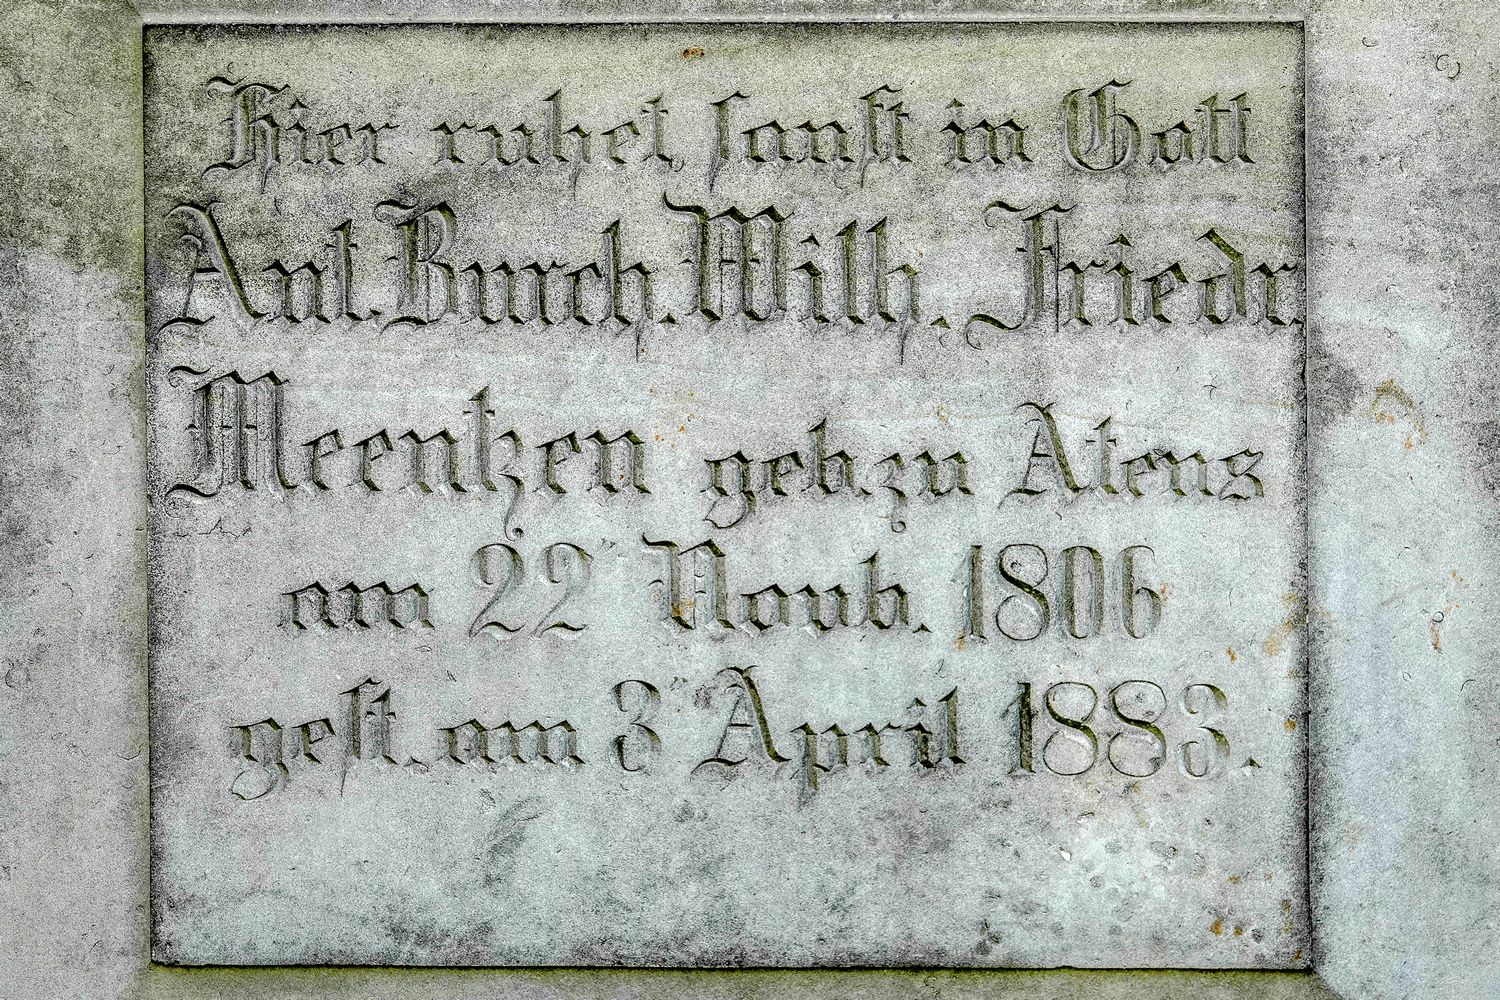 Hier ruhet sanft in Gott
Ant. Burch. Wilh. Friedr.
Meentzen geb. zu Atens
am 22 Novb. 1806
gest. am 3 April 1883.